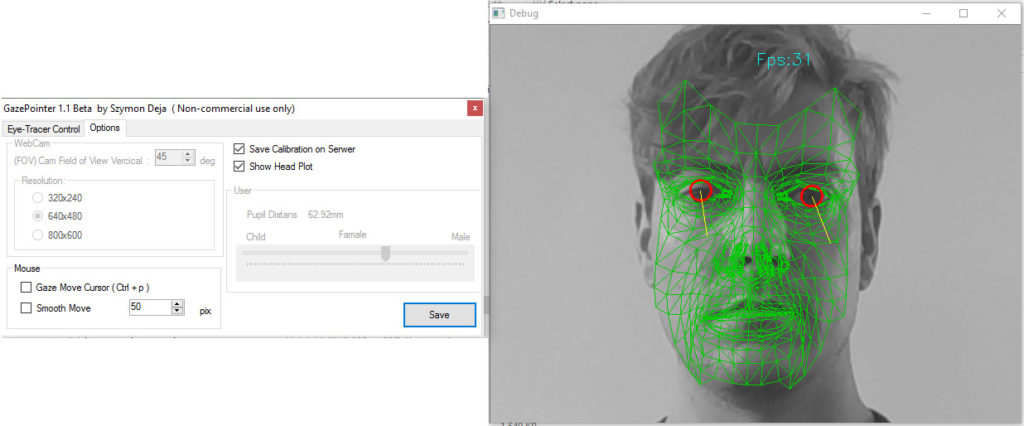 GazePointer 1.1 Beta by Szymon Deja ( Non-commercial use only)
Eye-Tracer Control
Options
WebCam
(FOV) Cam Field of View Vercical :
45
deg
Resolution:
320x240
640x480
800x600
Mouse
Gaze Move Cursor ( Ctrl + p )
Smooth Move
50
pix
Save Calibration on Serwer
Show Head Plot
User
Pupil Distans 62.92mm
Child
Famale
Male
Save
Debug
Fps:31